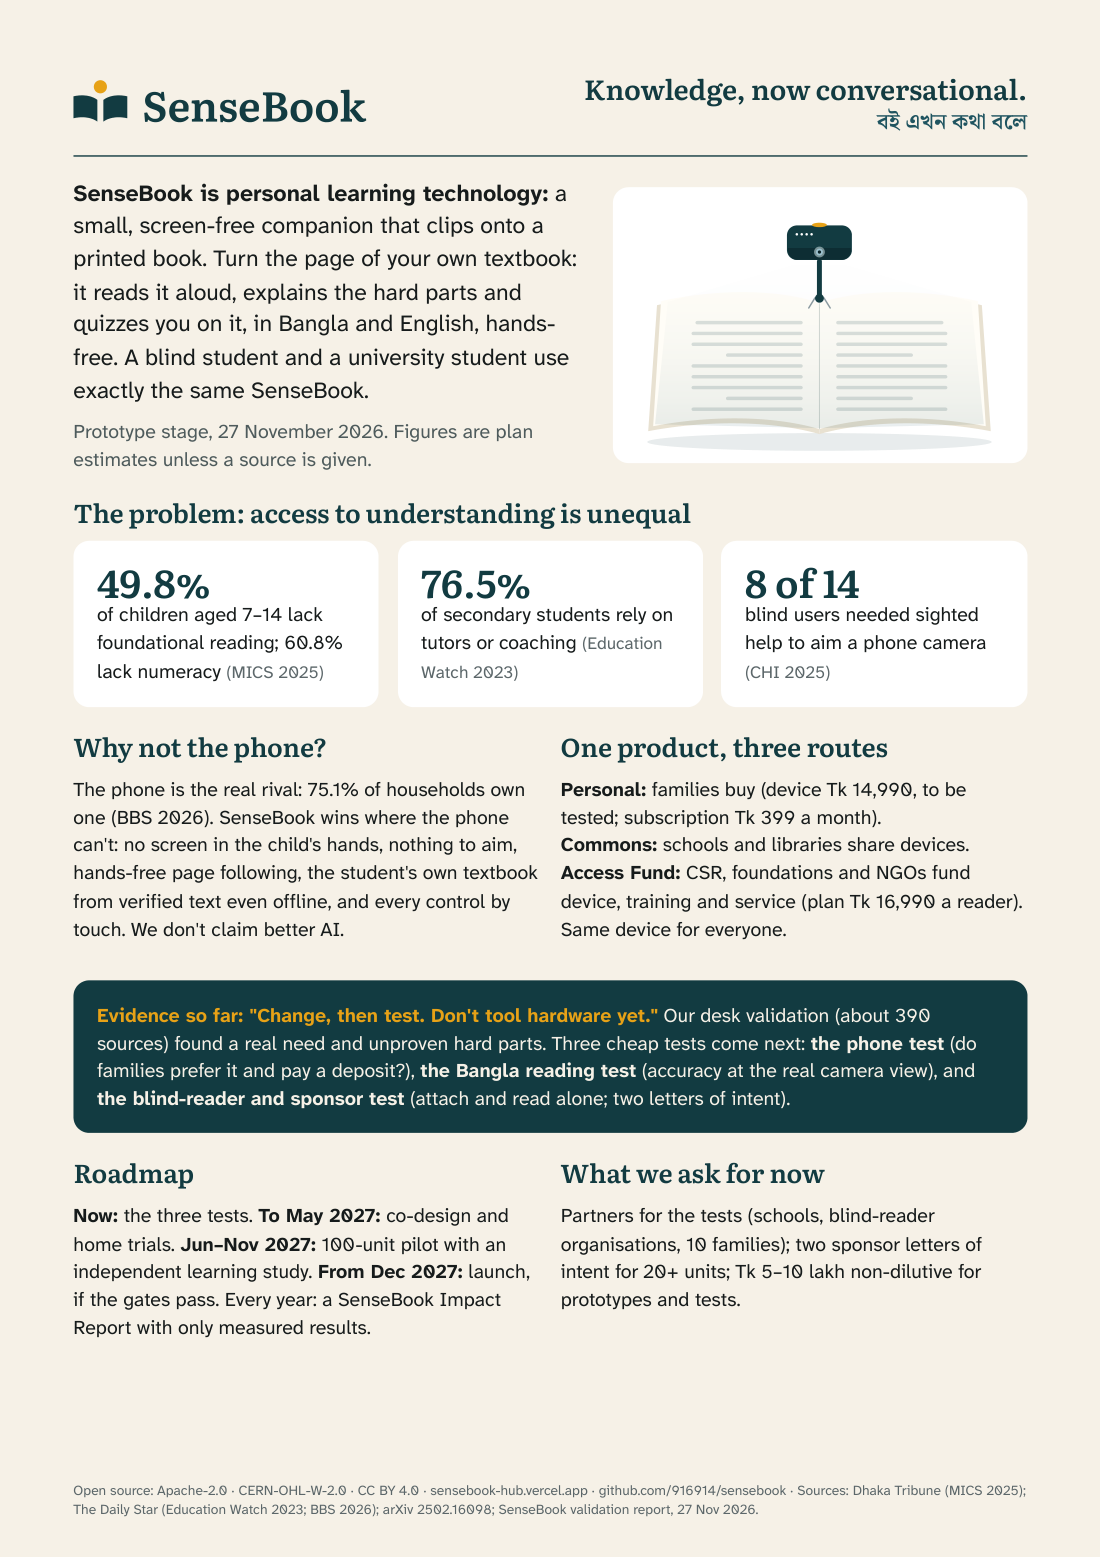 SenseBook
Knowledge, now conversational.
বই এখন কথা বলে
SenseBook is personal learning technology: a
small, screen-free companion that clips onto a
printed book. Turn the page of your own textbook:
it reads it aloud, explains the hard parts and
quizzes you on it, in Bangla and English, hands-
free. A blind student and a university student use
exactly the same SenseBook.
Prototype stage, 27 November 2026. Figures are plan
estimates unless a source is given.
The problem: access to understanding is unequal
49.8%
of children aged 7–14 lack
foundational reading; 60.8%
lack numeracy (MICS 2025)
76.5%
of secondary students rely on
tutors or coaching (Education
Watch 2023)
8 of 14
blind users needed sighted
help to aim a phone camera
(CHI 2025)
Why not the phone?
The phone is the real rival: 75.1% of households own
one (BBS 2026). SenseBook wins where the phone
can't: no screen in the child's hands, nothing to aim,
hands-free page following, the student's own textbook
from verified text even offline, and every control by
touch. We don't claim better AI.
One product, three routes
Personal: families buy (device Tk 14,990, to be
tested; subscription Tk 399 a month).
Commons: schools and libraries share devices.
Access Fund: CSR, foundations and NGOs fund
device, training and service (plan Tk 16,990 a reader).
Same device for everyone.
Evidence so far: "Change, then test. Don't tool hardware yet." Our desk validation (about 390
sources) found a real need and unproven hard parts. Three cheap tests come next: the phone test (do
families prefer it and pay a deposit?), the Bangla reading test (accuracy at the real camera view), and
the blind-reader and sponsor test (attach and read alone; two letters of intent).
Roadmap
Now: the three tests. To May 2027: co-design and
home trials. Jun–Nov 2027: 100-unit pilot with an
independent learning study. From Dec 2027: launch,
if the gates pass. Every year: a SenseBook Impact
Report with only measured results.
What we ask for now
Partners for the tests (schools, blind-reader
organisations, 10 families); two sponsor letters of
intent for 20+ units; Tk 5–10 lakh non-dilutive for
prototypes and tests.
Open source: Apache-2.0 · CERN-OHL-W-2.0 · CC BY 4.0 · sensebook-hub.vercel.app · github.com/916914/sensebook · Sources: Dhaka Tribune (MICS 2025);
The Daily Star (Education Watch 2023; BBS 2026); arXiv 2502.16098; SenseBook validation report, 27 Nov 2026.